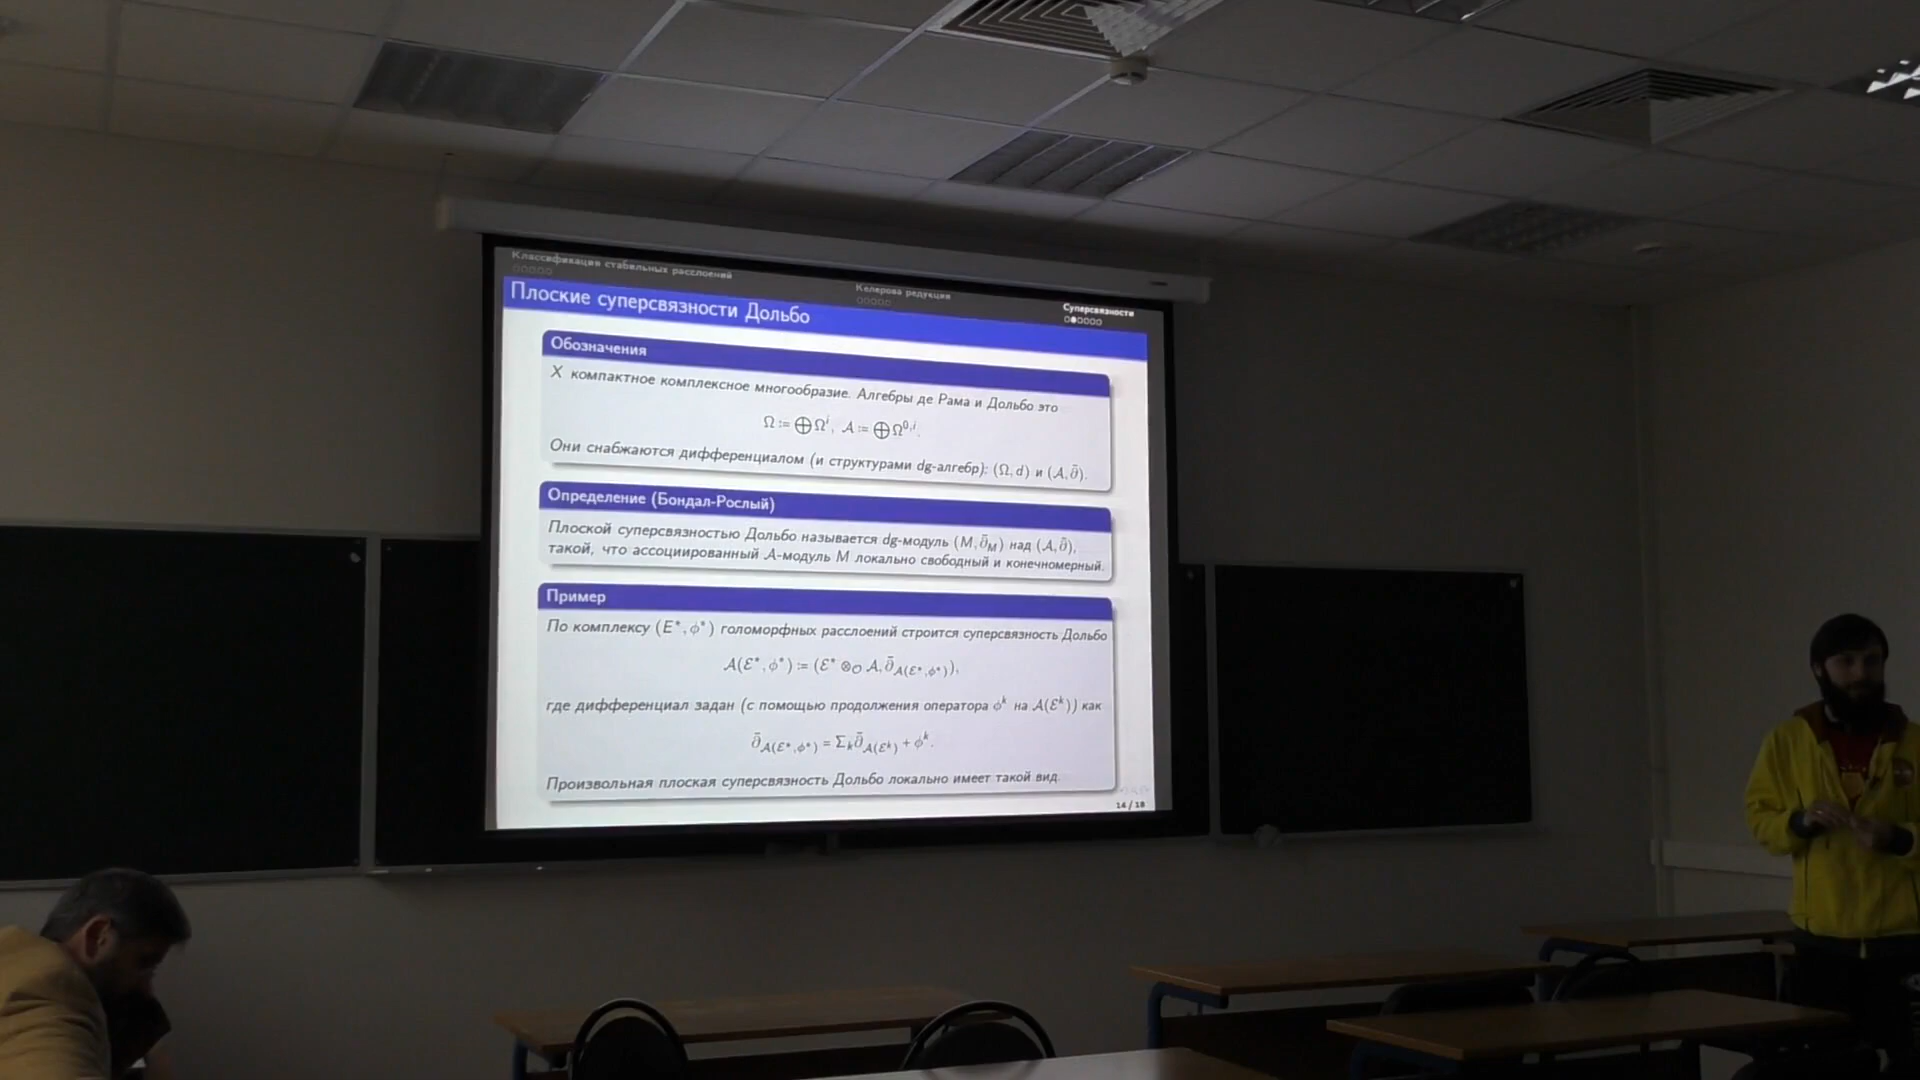 Классификация стабильных расслоений
Келерова редукция
Суперсвязности
Плоские суперсвязности Дольбо
Обозначения
X компактное комплексное многообразие. Алгебры де Рама и Дольбо это
Ω := ⊕Ω^i, A := ⊕Ω^{0,i}.
Они снабжаются дифференциалом (и структурами dg-алгебр): (Ω, d) и (A, ∂̄).
Определение (Бондал-Рослый)
Плоской суперсвязностью Дольбо называется dg-модуль (M, ∂̄_M) над (A, ∂̄),
такой, что ассоциированный A-модуль M локально свободный и конечномерный.
Пример
По комплексу (E^•, ϕ^•) голоморфных расслоений строится суперсвязность Дольбо
A(ℰ^•, ϕ^•) := (ℰ^• ⊗_O A, ∂̄_{A(ℰ^•,ϕ^•)}),
где дифференциал задан (с помощью продолжения оператора ϕ^k на A(ℰ^k)) как
∂̄_{A(ℰ^•,ϕ^•)} = Σ_k ∂̄_{A(ℰ^k)} + ϕ^k.
Произвольная плоская суперсвязность Дольбо локально имеет такой вид.
14 / 18